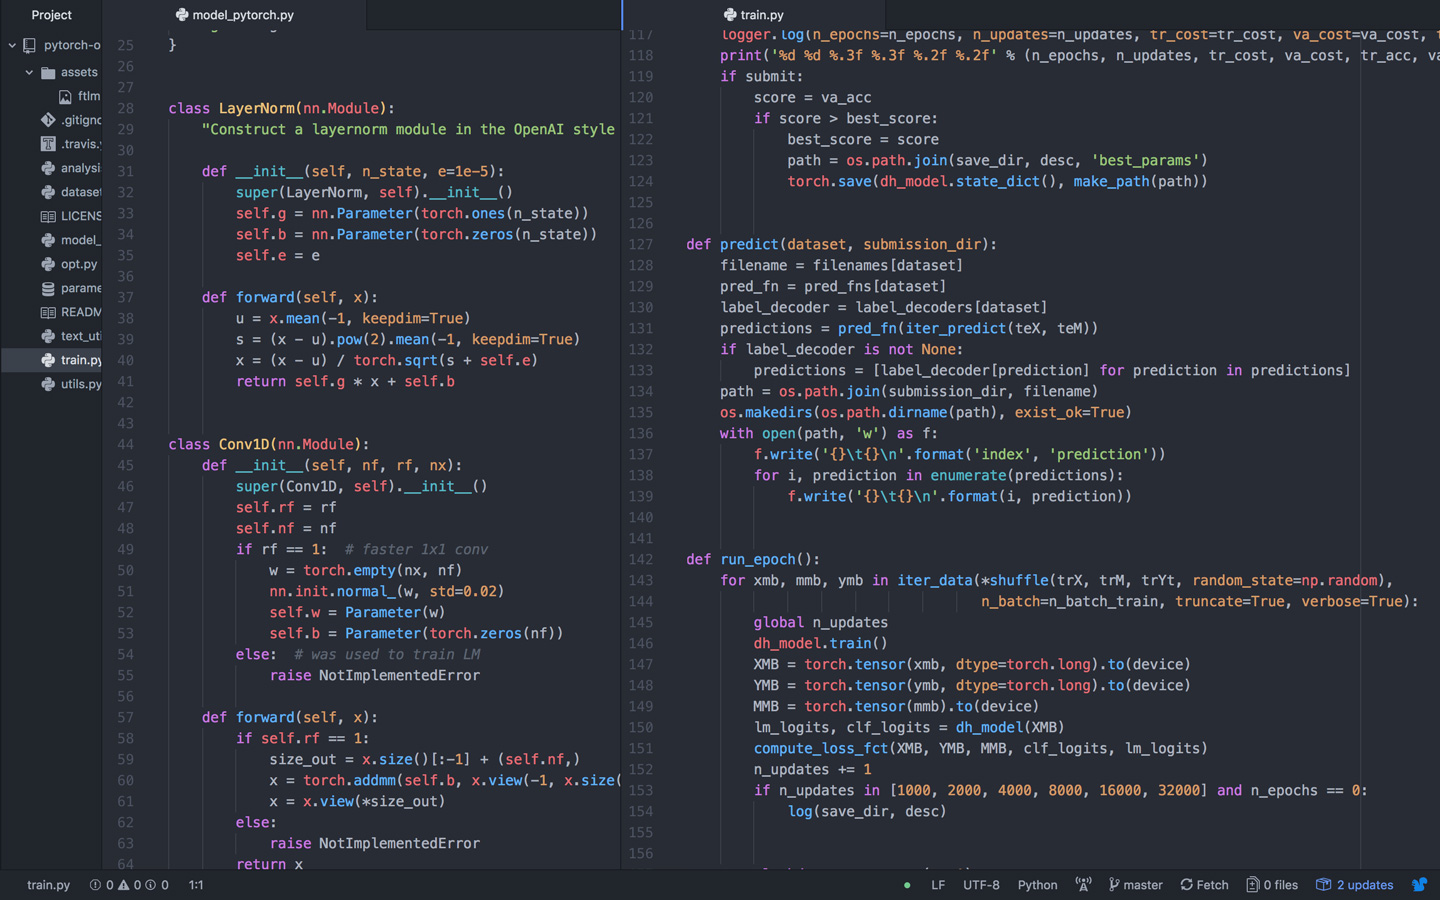 Project
pytorch-o
assets
ftlm
.gitigno
.travis.y
analysi
dataset
LICENS
model_
opt.py
parame
READM
text_uti
train.py
utils.py
model_pytorch.py
25 }
26
27
28 class LayerNorm(nn.Module):
29 "Construct a layernorm module in the OpenAI style
30
31 def __init__(self, n_state, e=1e-5):
32 super(LayerNorm, self).__init__()
33 self.g = nn.Parameter(torch.ones(n_state))
34 self.b = nn.Parameter(torch.zeros(n_state))
35 self.e = e
36
37 def forward(self, x):
38 u = x.mean(-1, keepdim=True)
39 s = (x - u).pow(2).mean(-1, keepdim=True)
40 x = (x - u) / torch.sqrt(s + self.e)
41 return self.g * x + self.b
42
43
44 class Conv1D(nn.Module):
45 def __init__(self, nf, rf, nx):
46 super(Conv1D, self).__init__()
47 self.rf = rf
48 self.nf = nf
49 if rf == 1: # faster 1x1 conv
50 w = torch.empty(nx, nf)
51 nn.init.normal_(w, std=0.02)
52 self.w = Parameter(w)
53 self.b = Parameter(torch.zeros(nf))
54 else: # was used to train LM
55 raise NotImplementedError
56
57 def forward(self, x):
58 if self.rf == 1:
59 size_out = x.size()[:-1] + (self.nf,)
60 x = torch.addmm(self.b, x.view(-1, x.size(
61 x = x.view(*size_out)
62 else:
63 raise NotImplementedError
64 return x
train.py
117 logger.log(n_epochs=n_epochs, n_updates=n_updates, tr_cost=tr_cost, va_cost=va_cost, t
118 print('%d %d %.3f %.3f %.2f %.2f' % (n_epochs, n_updates, tr_cost, va_cost, tr_acc, va
119 if submit:
120 score = va_acc
121 if score > best_score:
122 best_score = score
123 path = os.path.join(save_dir, desc, 'best_params')
124 torch.save(dh_model.state_dict(), make_path(path))
125
126
127 def predict(dataset, submission_dir):
128 filename = filenames[dataset]
129 pred_fn = pred_fns[dataset]
130 label_decoder = label_decoders[dataset]
131 predictions = pred_fn(iter_predict(teX, teM))
132 if label_decoder is not None:
133 predictions = [label_decoder[prediction] for prediction in predictions]
134 path = os.path.join(submission_dir, filename)
135 os.makedirs(os.path.dirname(path), exist_ok=True)
136 with open(path, 'w') as f:
137 f.write('{}\t{}\n'.format('index', 'prediction'))
138 for i, prediction in enumerate(predictions):
139 f.write('{}\t{}\n'.format(i, prediction))
140
141
142 def run_epoch():
143 for xmb, mmb, ymb in iter_data(*shuffle(trX, trM, trYt, random_state=np.random),
144 n_batch=n_batch_train, truncate=True, verbose=True):
145 global n_updates
146 dh_model.train()
147 XMB = torch.tensor(xmb, dtype=torch.long).to(device)
148 YMB = torch.tensor(ymb, dtype=torch.long).to(device)
149 MMB = torch.tensor(mmb).to(device)
150 lm_logits, clf_logits = dh_model(XMB)
151 compute_loss_fct(XMB, YMB, MMB, clf_logits, lm_logits)
152 n_updates += 1
153 if n_updates in [1000, 2000, 4000, 8000, 16000, 32000] and n_epochs == 0:
154 log(save_dir, desc)
155
156
train.py 0 0 0 1:1 LF UTF-8 Python master Fetch 0 files 2 updates